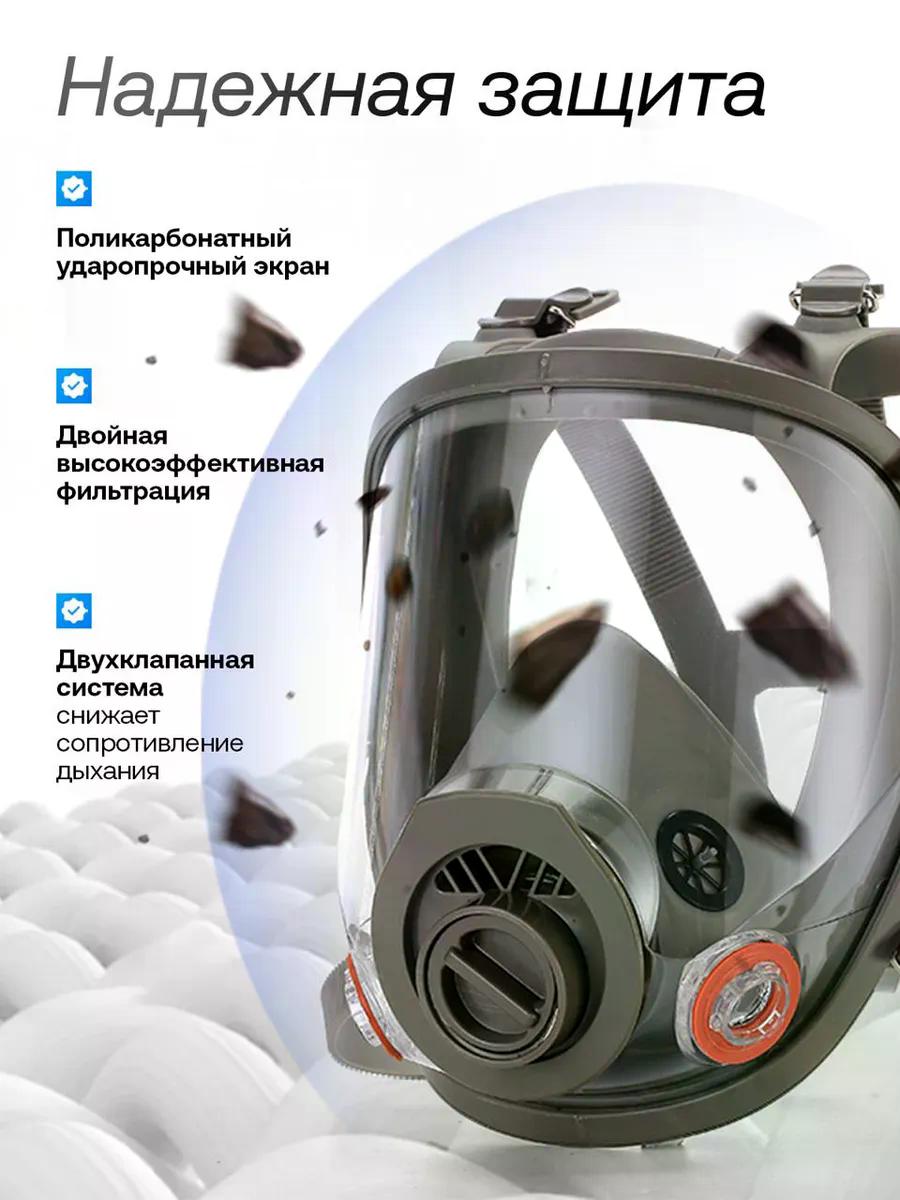 Надежная защита
Поликарбонатный
ударопрочный экран
Двойная
высокоэффективная
фильтрация
Двухклапанная
система
снижает
сопротивление
дыхания